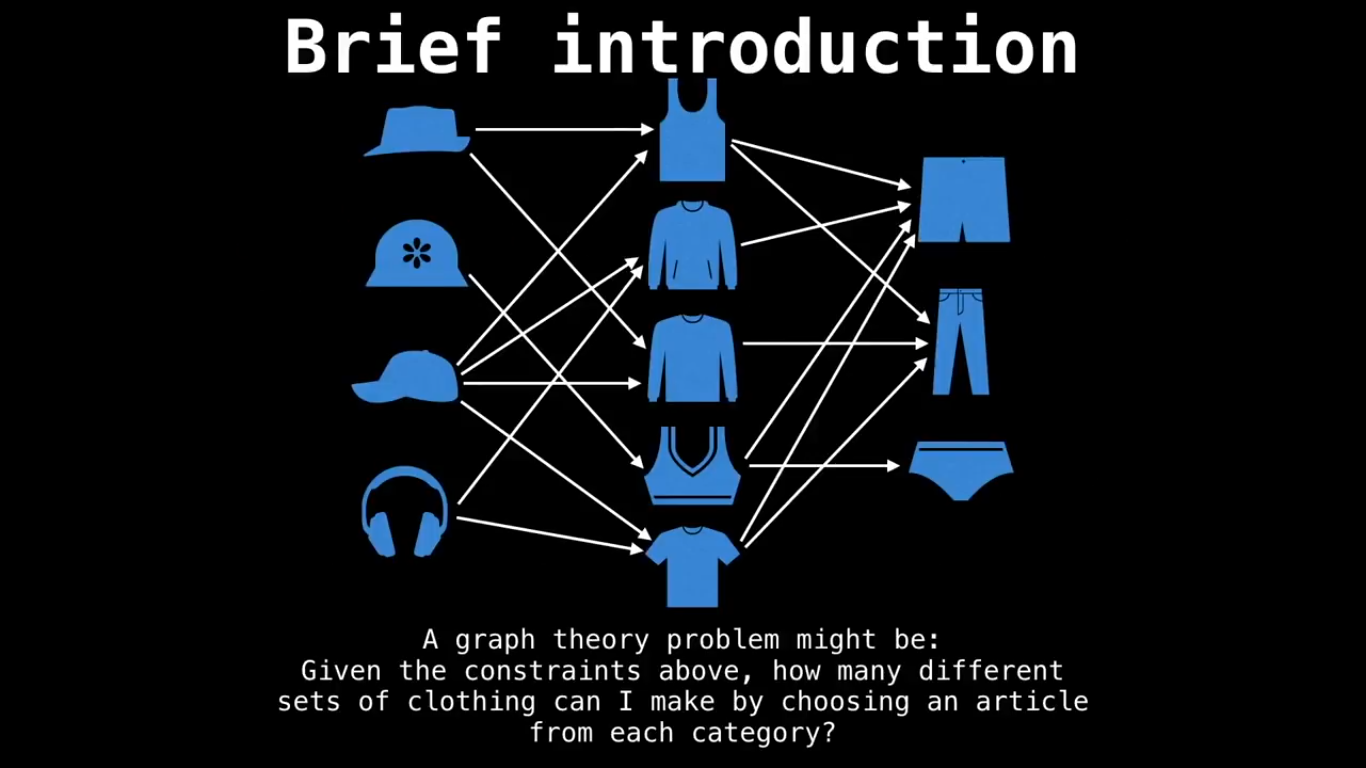 Brief introduction
A graph theory problem might be:
Given the constraints above, how many different
sets of clothing can I make by choosing an article
from each category?